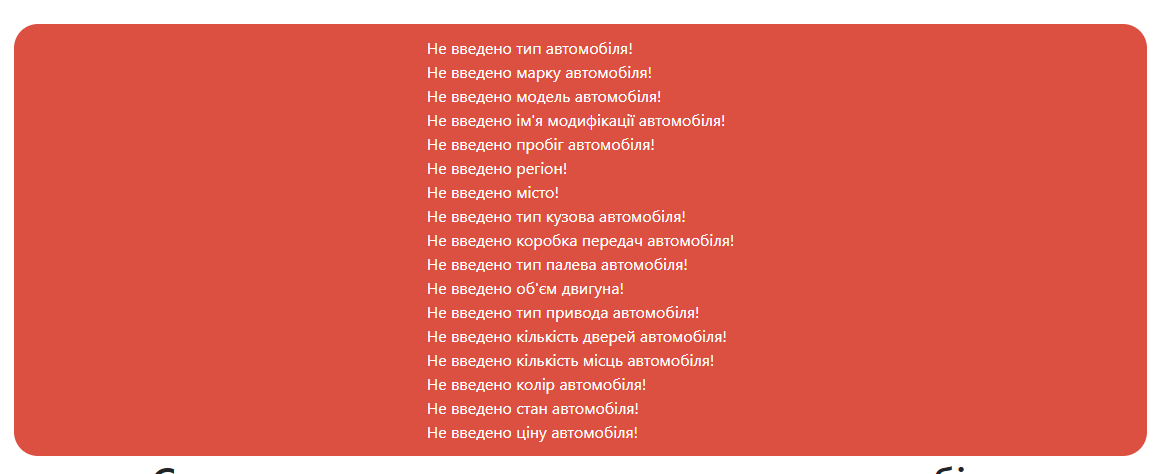 Не введено тип автомобіля!
Не введено марку автомобіля!
Не введено модель автомобіля!
Не введено ім'я модифікації автомобіля!
Не введено пробіг автомобіля!
Не введено регіон!
Не введено місто!
Не введено тип кузова автомобіля!
Не введено коробка передач автомобіля!
Не введено тип палева автомобіля!
Не введено об'єм двигуна!
Не введено тип привода автомобіля!
Не введено кількість дверей автомобіля!
Не введено кількість місць автомобіля!
Не введено колір автомобіля!
Не введено стан автомобіля!
Не введено ціну автомобіля!